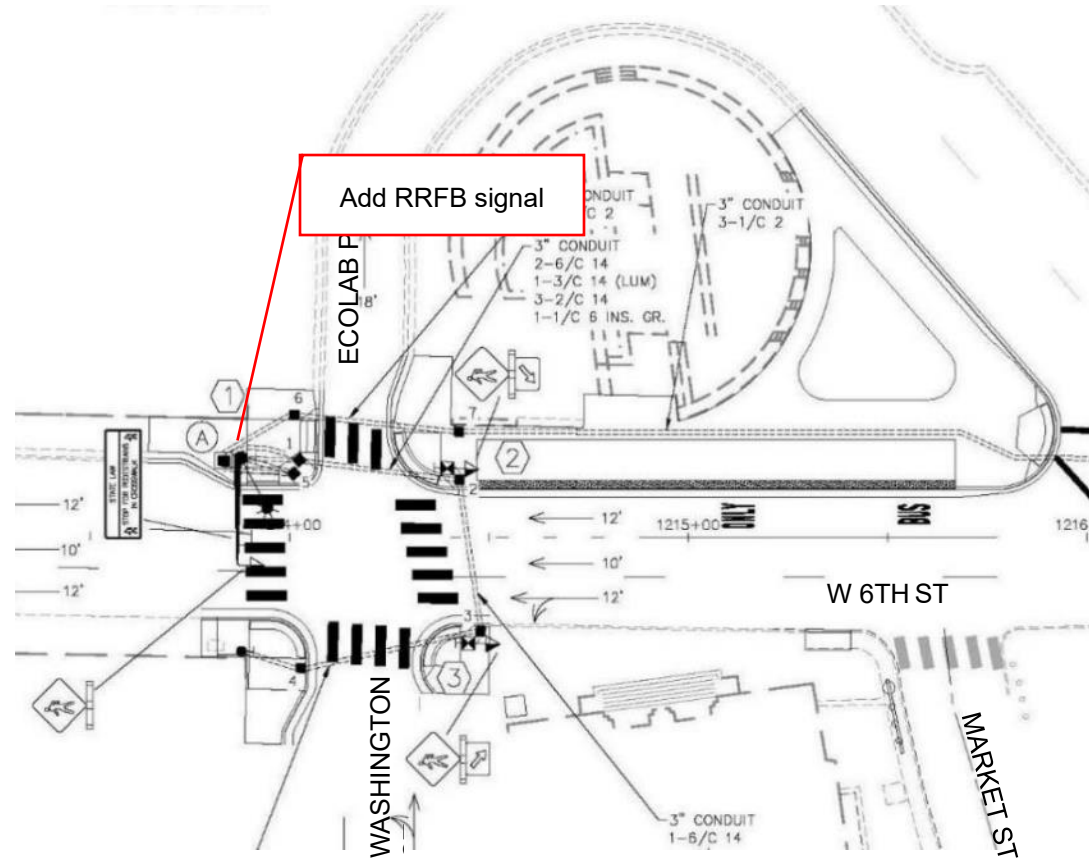 Add RRFB signal
ONDUIT
/C 2
3" CONDUIT
3-1/C 2
3" CONDUIT
2-6/C 14
1-3/C 14 (LUM)
3-2/C 14
1-1/C 6 INS. GR.
ECOLAB P
18'
1
6
7
A
1
5
2
2
STATE LAW
STOP FOR PEDESTRIANS
IN CROSSWALK
12'
10'
12'
+00
12'
10'
12'
1215+00
ONLY
BUS
1216
W 6TH ST
3
3
4
WASHINGTON
MARKET ST
3" CONDUIT
1-6/C 14